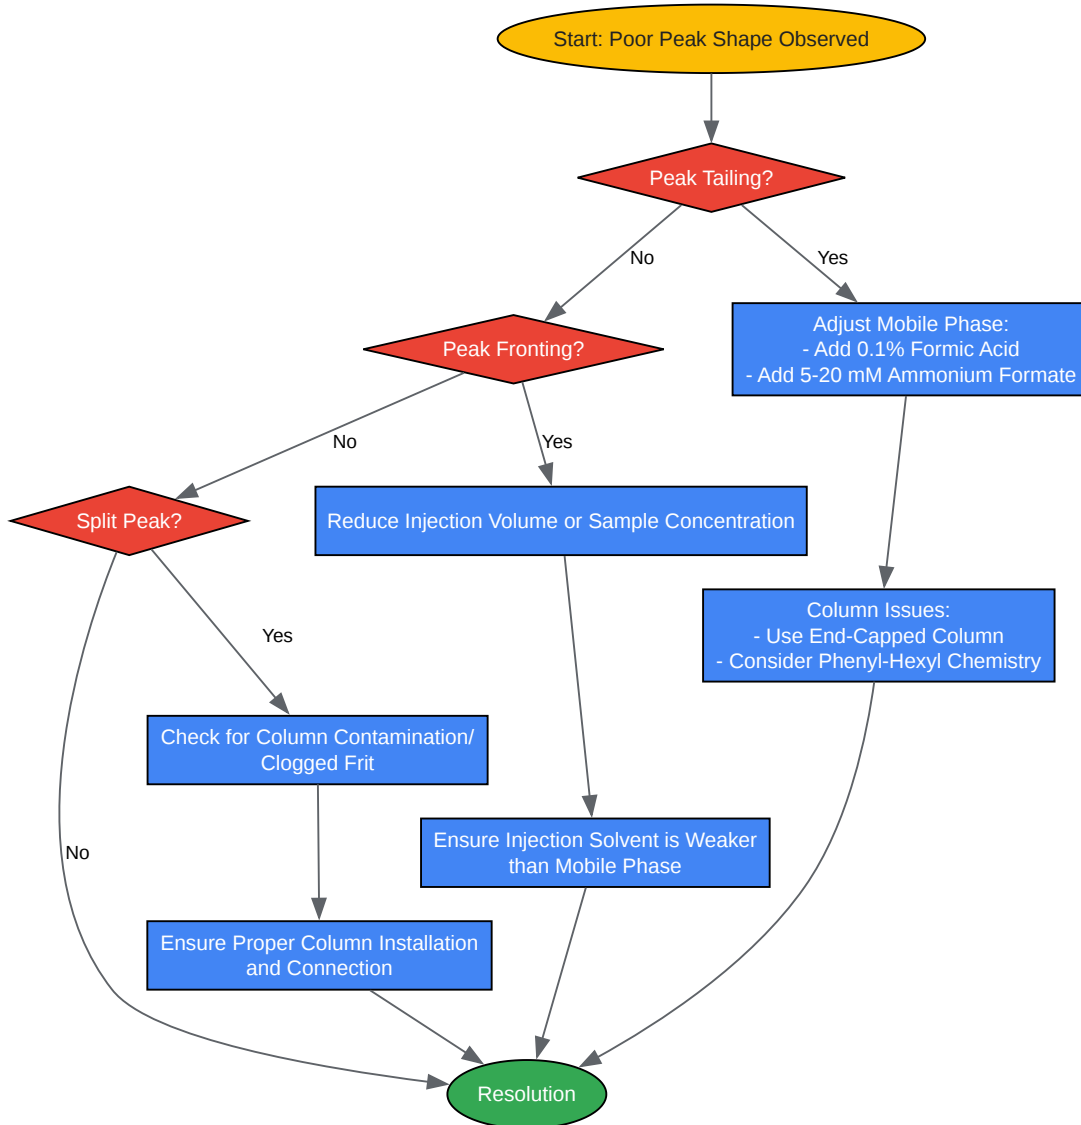 Start: Poor Peak Shape Observed
Peak Tailing?
No
Yes
Adjust Mobile Phase:
- Add 0.1% Formic Acid
- Add 5-20 mM Ammonium Formate
Peak Fronting?
No
Yes
Split Peak?
Reduce Injection Volume or Sample Concentration
Column Issues:
- Use End-Capped Column
- Consider Phenyl-Hexyl Chemistry
Yes
Check for Column Contamination/
Clogged Frit
No
Ensure Injection Solvent is Weaker
than Mobile Phase
Ensure Proper Column Installation
and Connection
Resolution